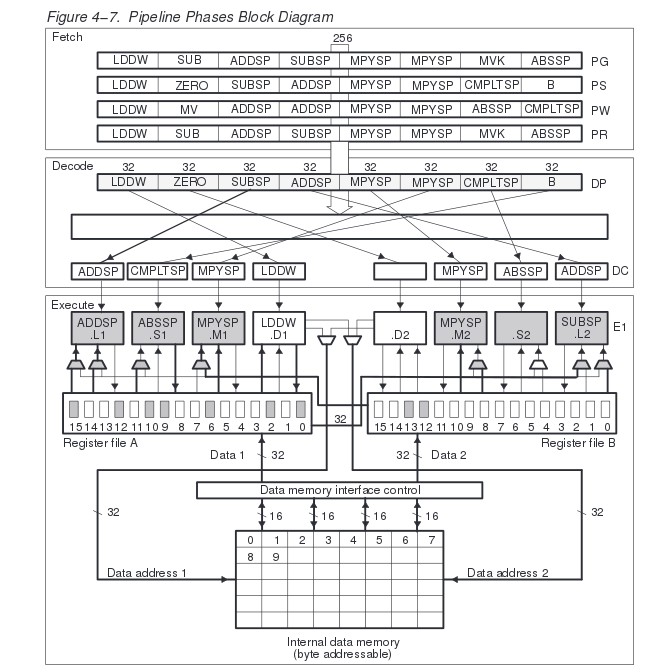 Figure 4–7. Pipeline Phases Block Diagram
Fetch
256
LDDW SUB ADDSP SUBSP MPYSP MPYSP MVK ABSSP PG
LDDW ZERO SUBSP ADDSP MPYSP MPYSP CMPLTSP B PS
LDDW MV ADDSP ADDSP MPYSP MPYSP ABSSP CMPLTSP PW
LDDW SUB ADDSP SUBSP MPYSP MPYSP MVK ABSSP PR
Decode 32 32 32 32 32 32 32 32
LDDW ZERO SUBSP ADDSP MPYSP MPYSP CMPLTSP B DP
ADDSP CMPLTSP MPYSP LDDW MPYSP ABSSP ADDSP DC
Execute
ADDSP ABSSP MPYSP LDDW MPYSP SUBSP E1
.L1 .S1 .M1 .D1 .D2 .M2 .S2 .L2
32
15 14 13 12 11 10 9 8 7 6 5 4 3 2 1 0 15 14 13 12 11 10 9 8 7 6 5 4 3 2 1 0
Register file A Register file B
Data 1 32 32 Data 2
Data memory interface control
32 16 16 16 16 32
0 1 2 3 4 5 6 7
8 9
Data address 1 Data address 2
Internal data memory
(byte addressable)